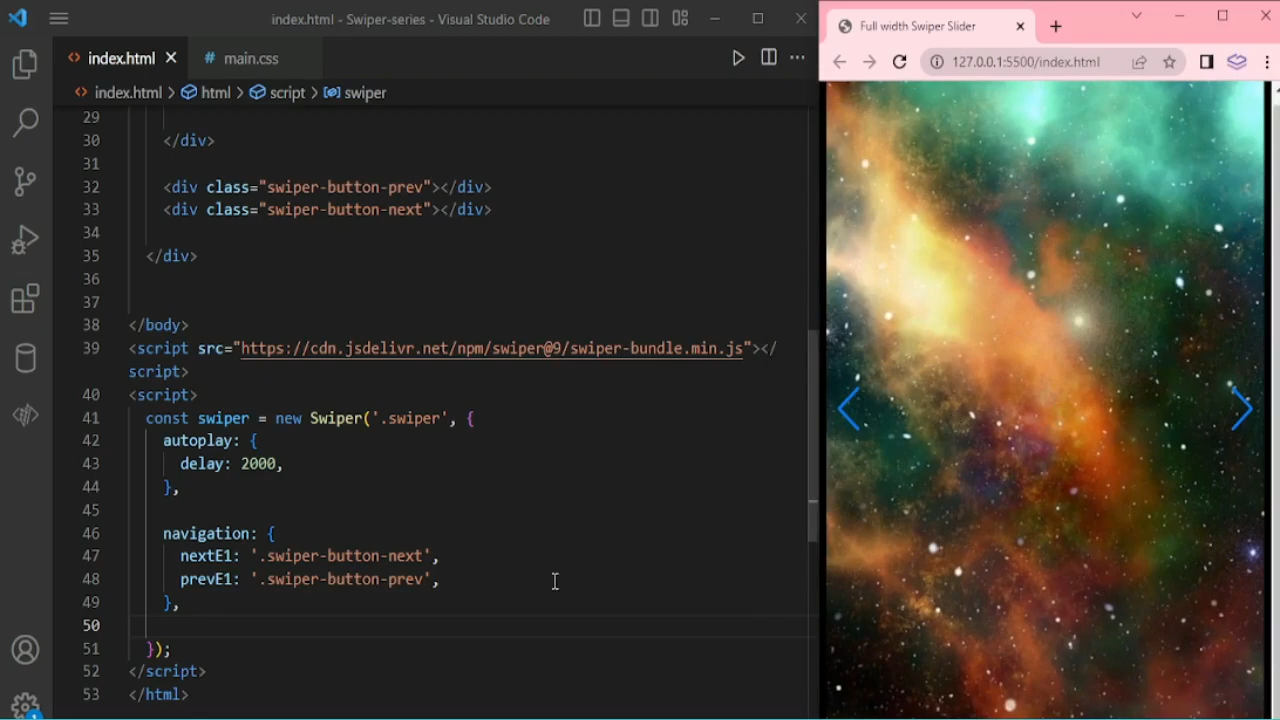 index.html - Swiper-series - Visual Studio Code
index.html
main.css
index.html > html > script > swiper
29
30 </div>
31
32 <div class="swiper-button-prev"></div>
33 <div class="swiper-button-next"></div>
34
35 </div>
36
37
38 </body>
39 <script src="https://cdn.jsdelivr.net/npm/swiper@9/swiper-bundle.min.js"></
script>
40 <script>
41 const swiper = new Swiper('.swiper', {
42 autoplay: {
43 delay: 2000,
44 },
45
46 navigation: {
47 nextE1: '.swiper-button-next',
48 prevE1: '.swiper-button-prev',
49 },
50
51 });
52 </script>
53 </html>
1
Full width Swiper Slider
127.0.0.1:5500/index.html